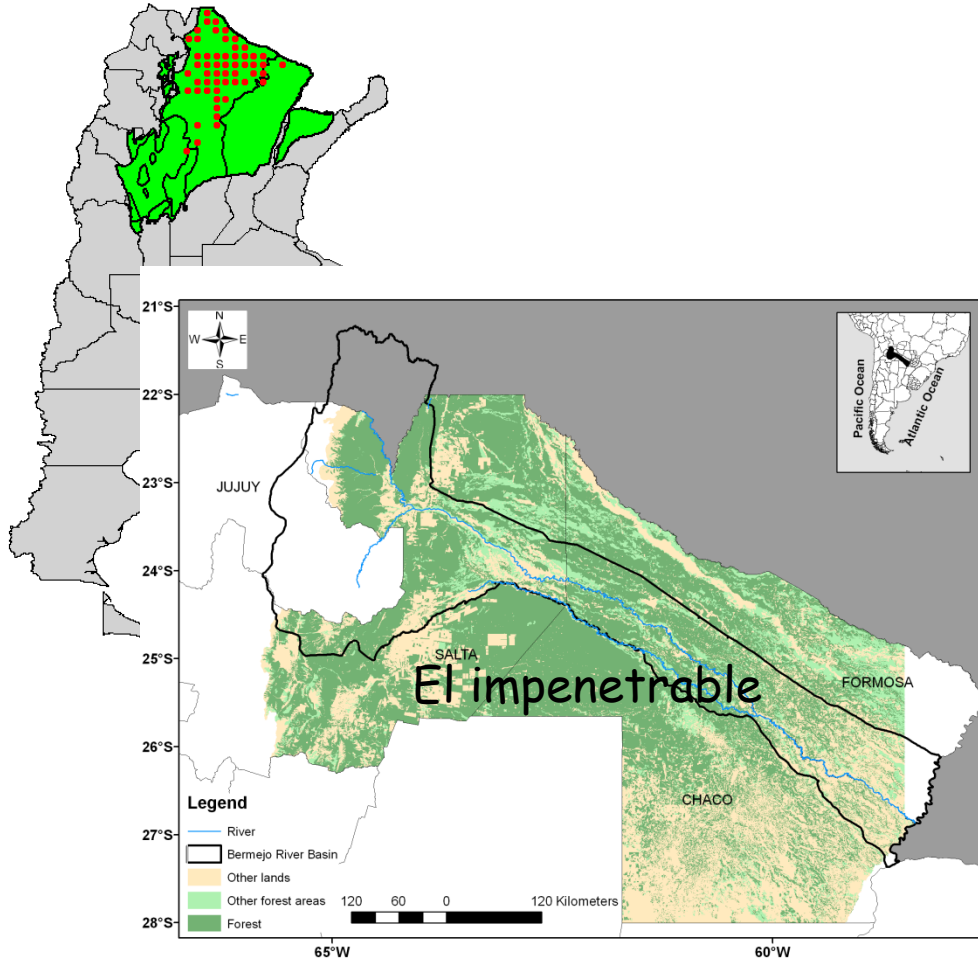 21°S
N
W E
S
Pacific Ocean
Atlantic Ocean
22°S
23°S
JUJUY
24°S
25°S
SALTA
El impenetrable
FORMOSA
26°S
Legend
River
Bermejo River Basin
Other lands
Other forest areas
Forest
CHACO
27°S
120 60 0 120 Kilometers
28°S
65°W 60°W